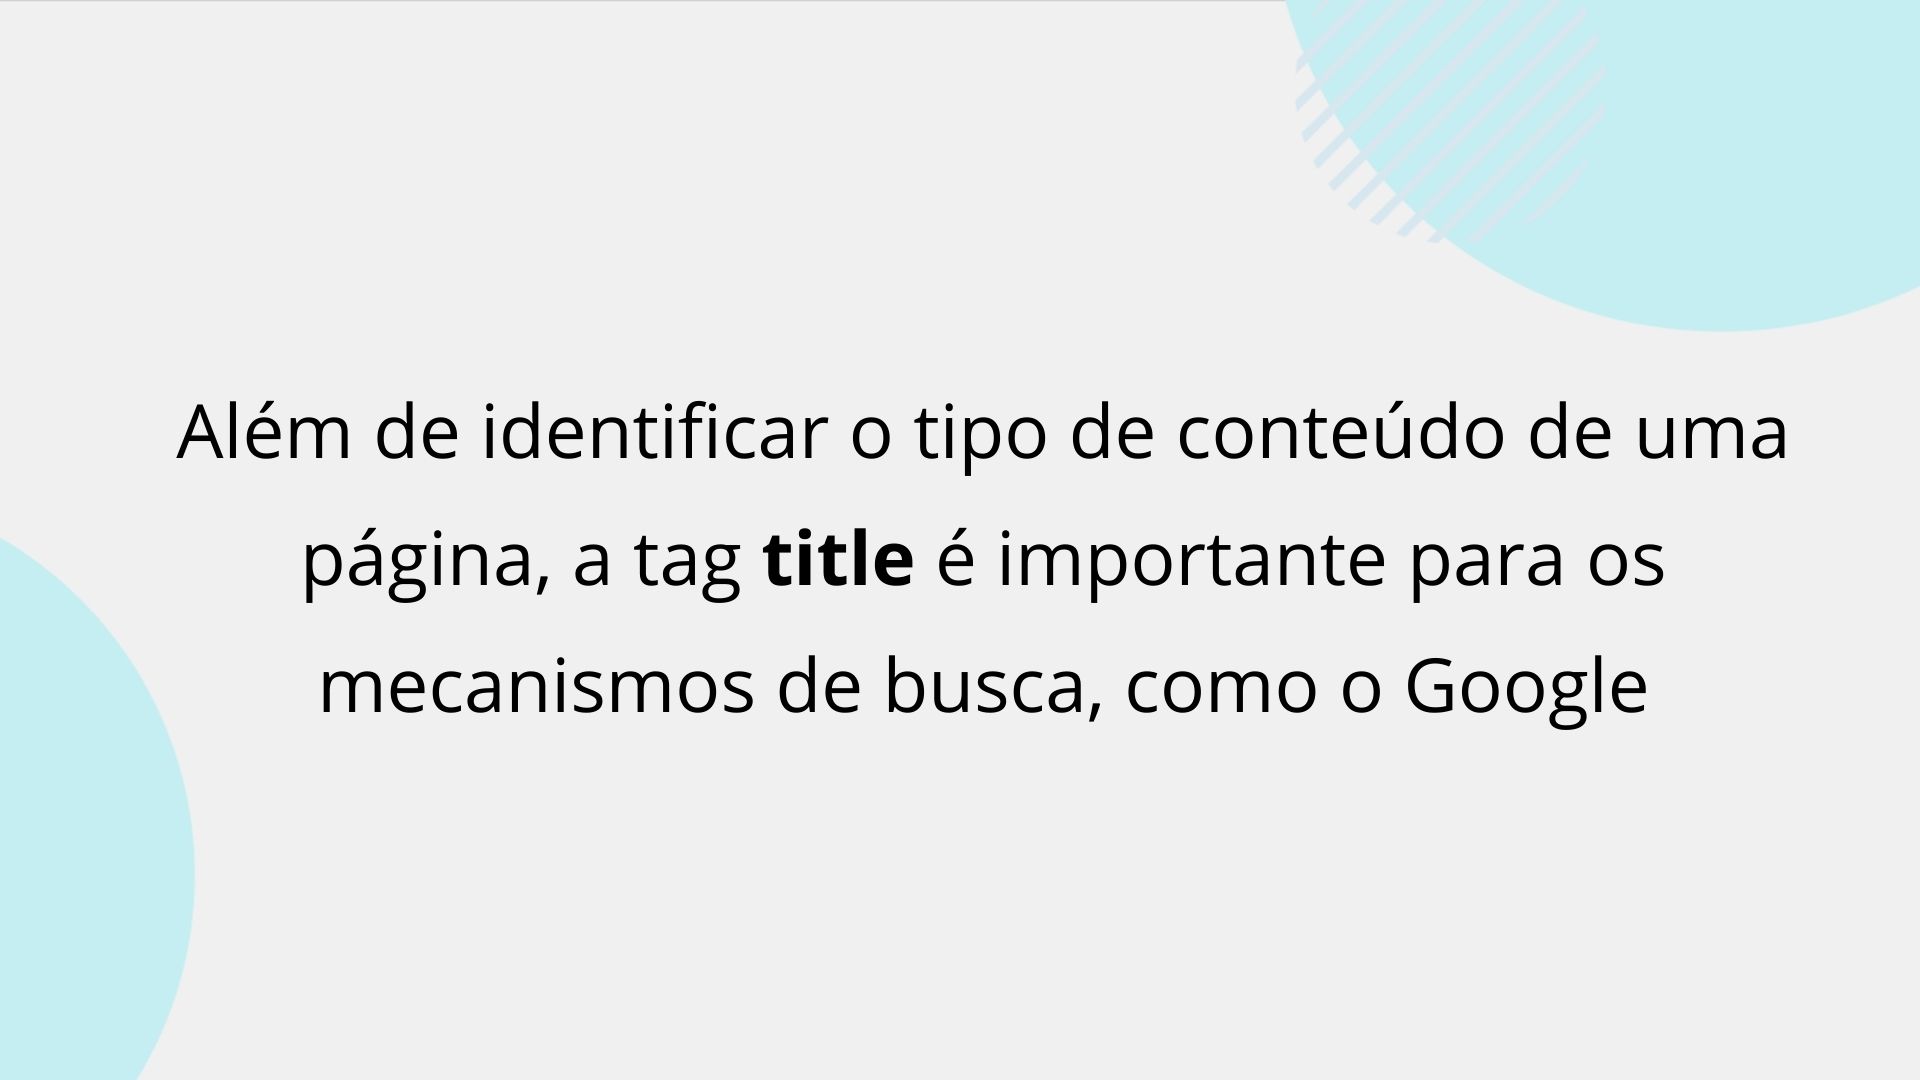 Além de identificar o tipo de conteúdo de uma
página, a tag title é importante para os
mecanismos de busca, como o Google